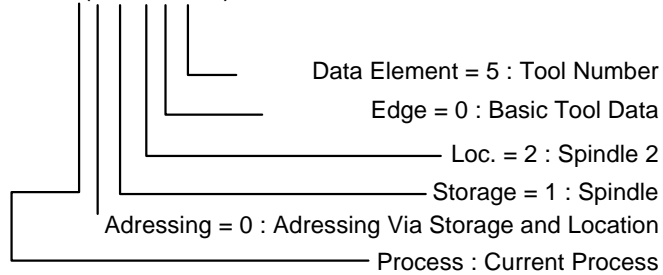 Data Element = 5 : Tool Number
Edge = 0 : Basic Tool Data
Loc. = 2 : Spindle 2
Storage = 1 : Spindle
Adressing = 0 : Adressing Via Storage and Location
Process : Current Process